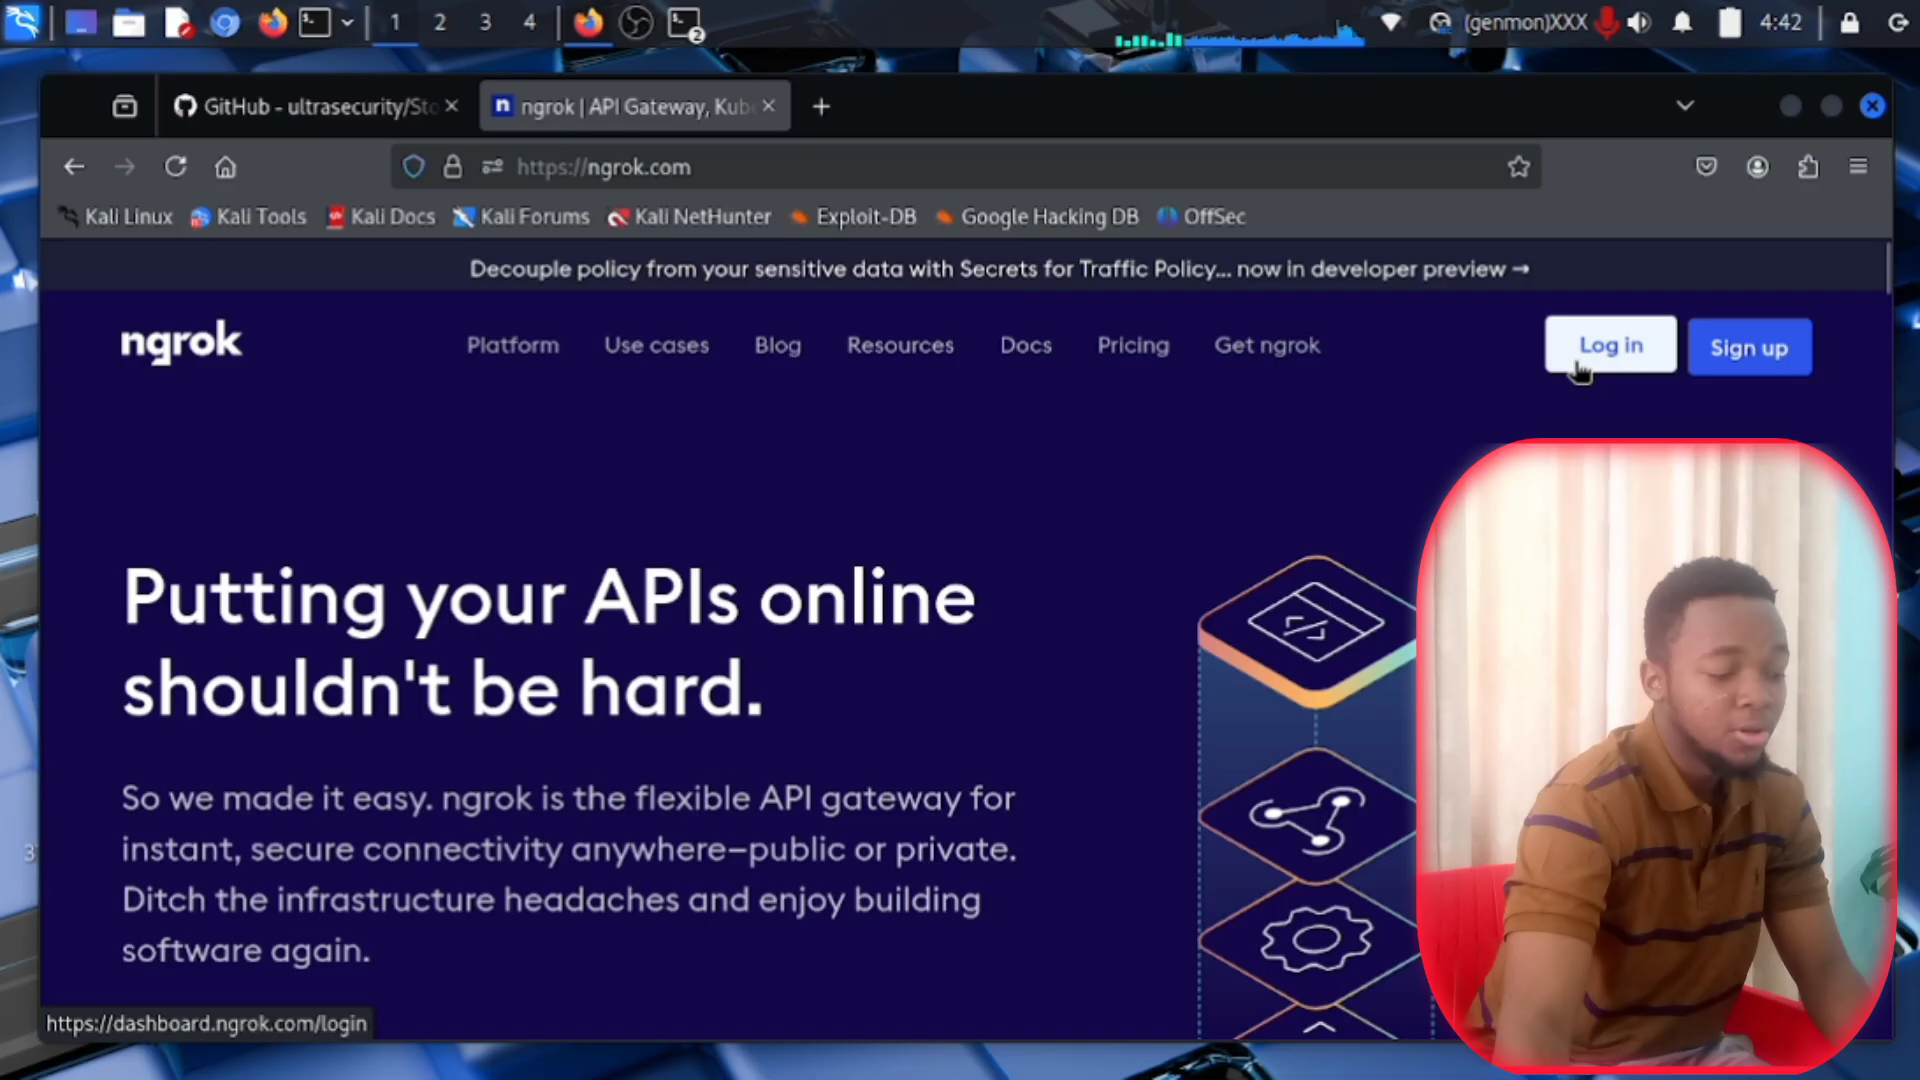 1 2 3 4
2
(genmon)XXX
4:42
GitHub - ultrasecurity/Sto
ngrok | API Gateway, Kub
https://ngrok.com
Kali Linux Kali Tools Kali Docs Kali Forums Kali NetHunter Exploit-DB Google Hacking DB OffSec
Decouple policy from your sensitive data with Secrets for Traffic Policy... now in developer preview →
ngrok Platform Use cases Blog Resources Docs Pricing Get ngrok Log in Sign up
Putting your APIs online
shouldn't be hard.
So we made it easy. ngrok is the flexible API gateway for
instant, secure connectivity anywhere—public or private.
Ditch the infrastructure headaches and enjoy building
software again.
https://dashboard.ngrok.com/login